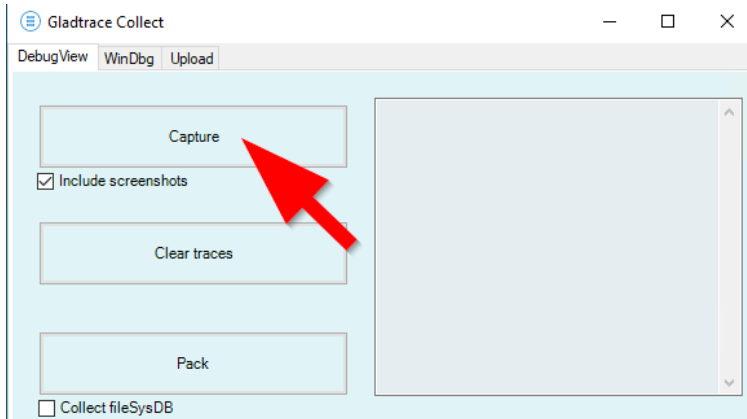 Gladtrace Collect
DebugView WinDbg Upload
Capture
Include screenshots
Clear traces
Pack
Collect fileSysDB